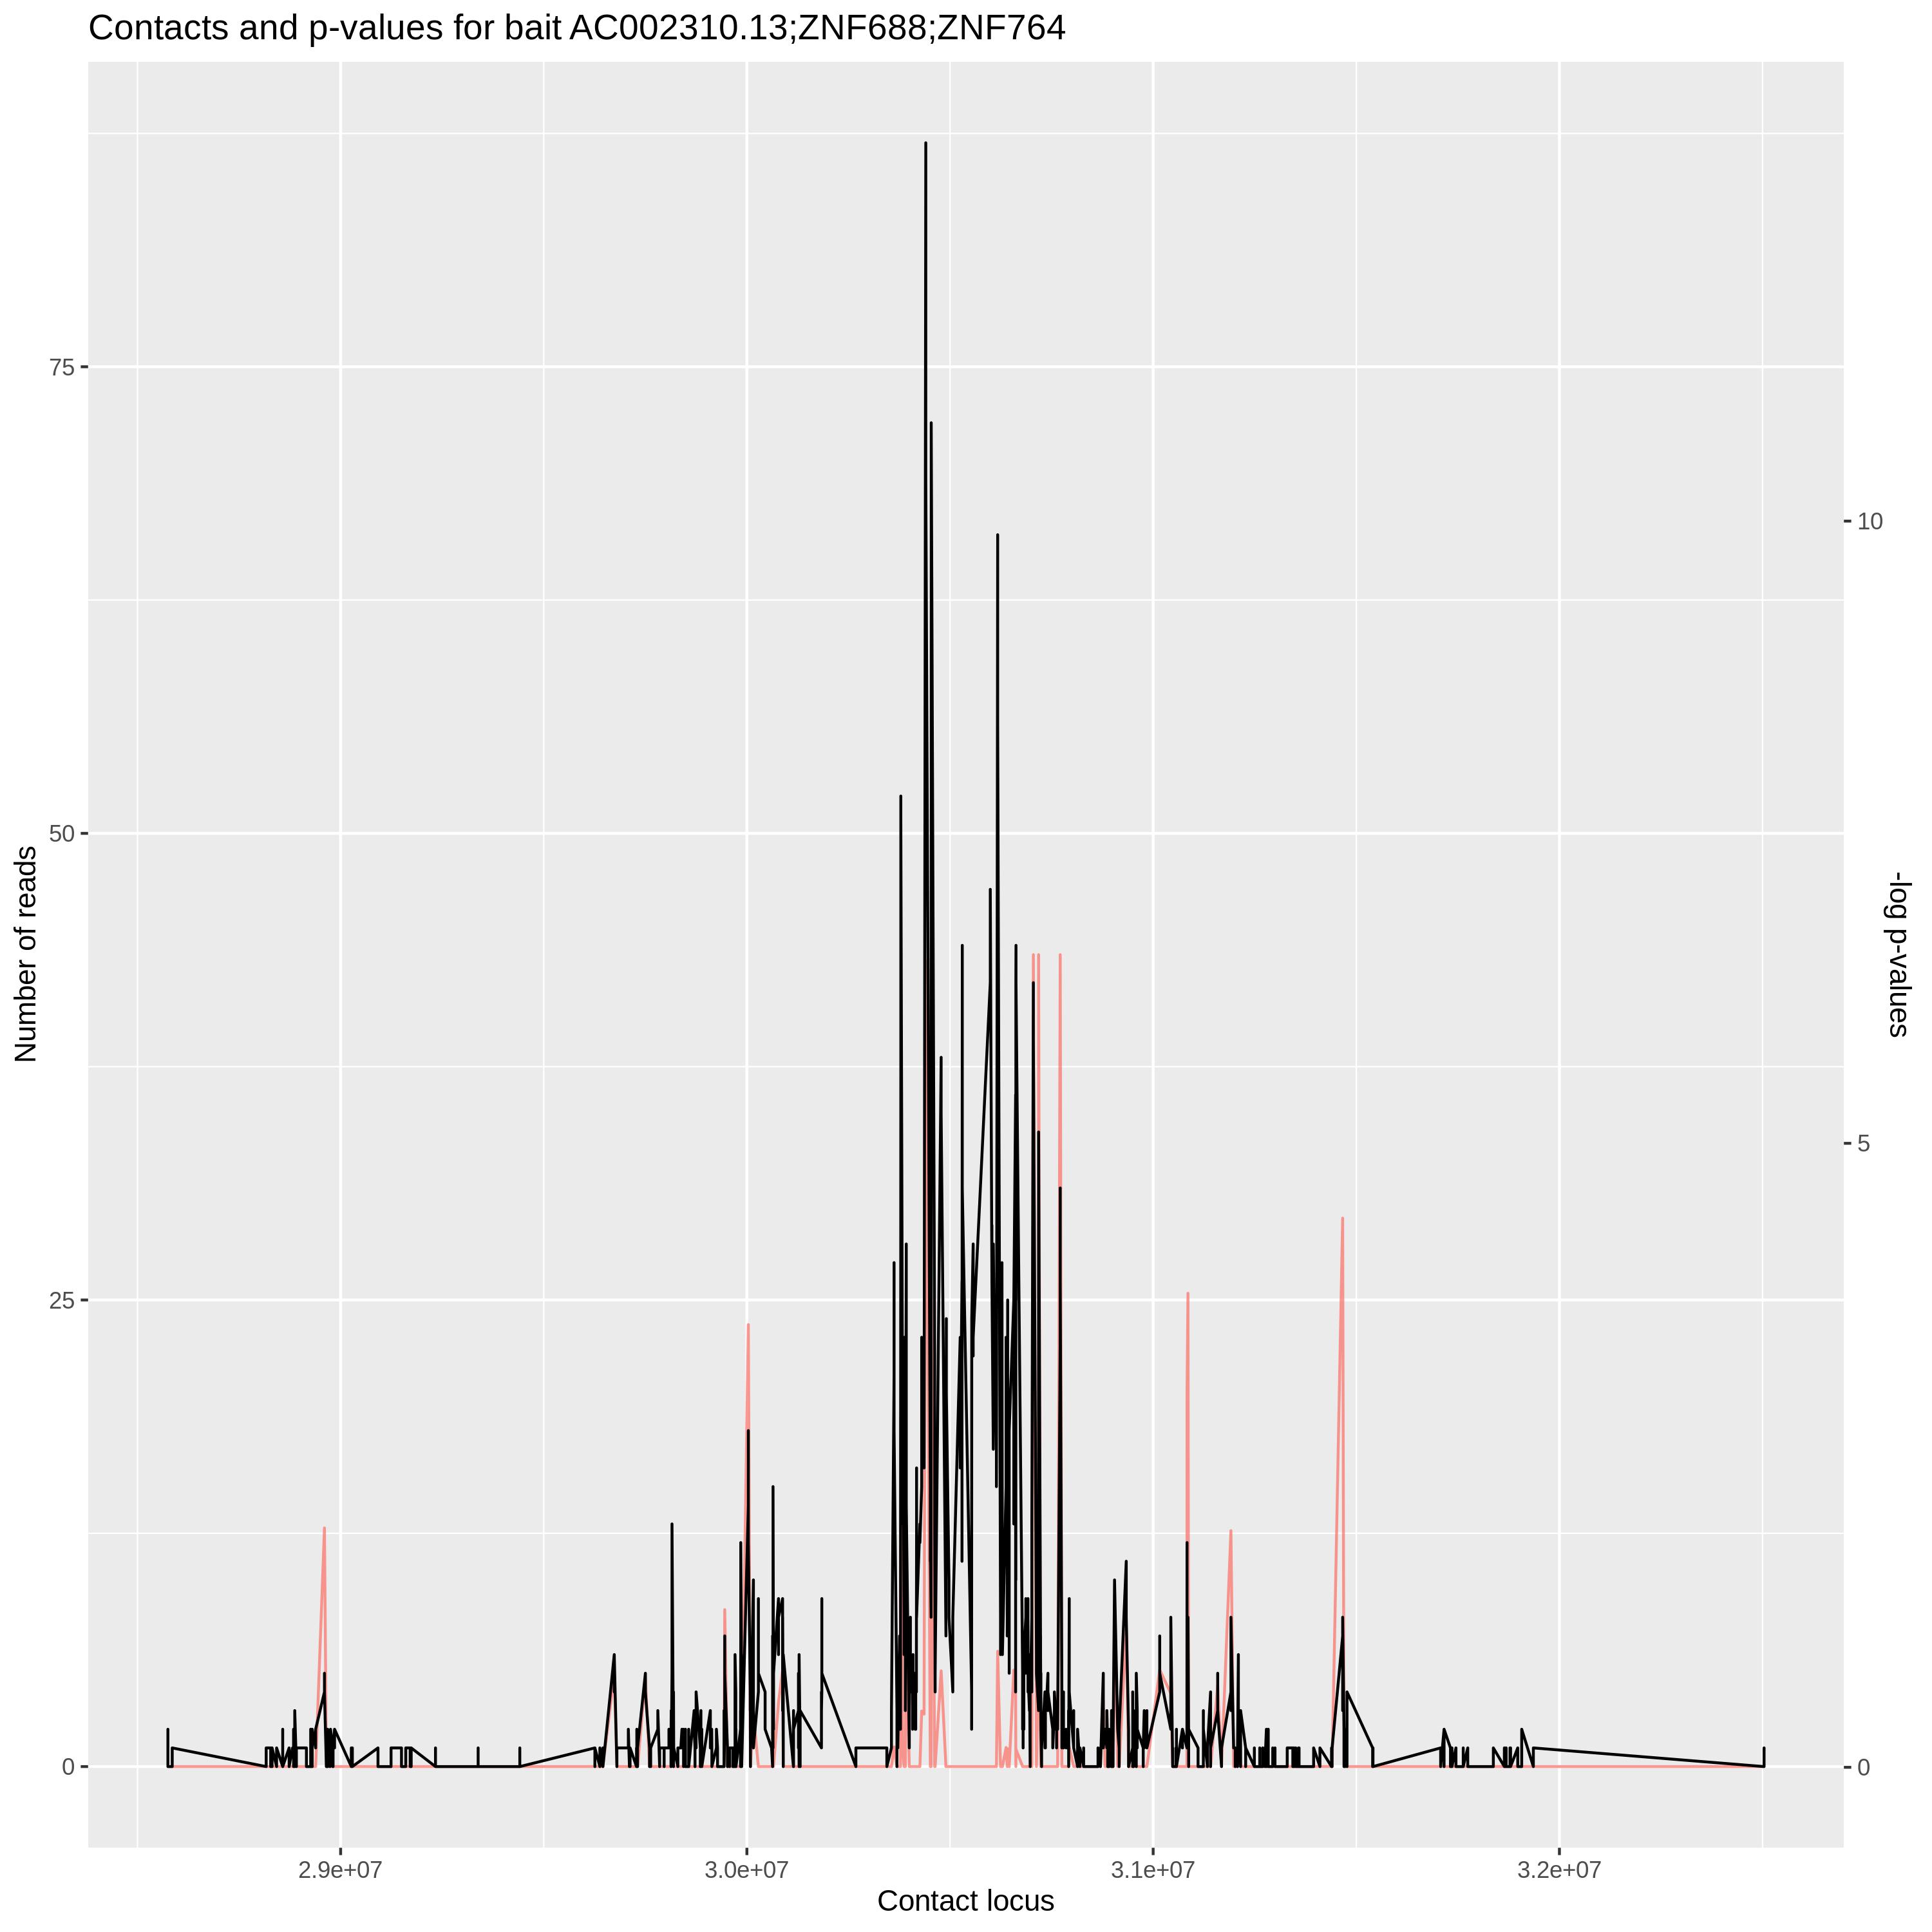 Contacts and p-values for bait AC002310.13;ZNF688;ZNF764
75
50
25
0
Number of reads
10
5
0
-log p-values
2.9e+07
3.0e+07
3.1e+07
3.2e+07
Contact locus